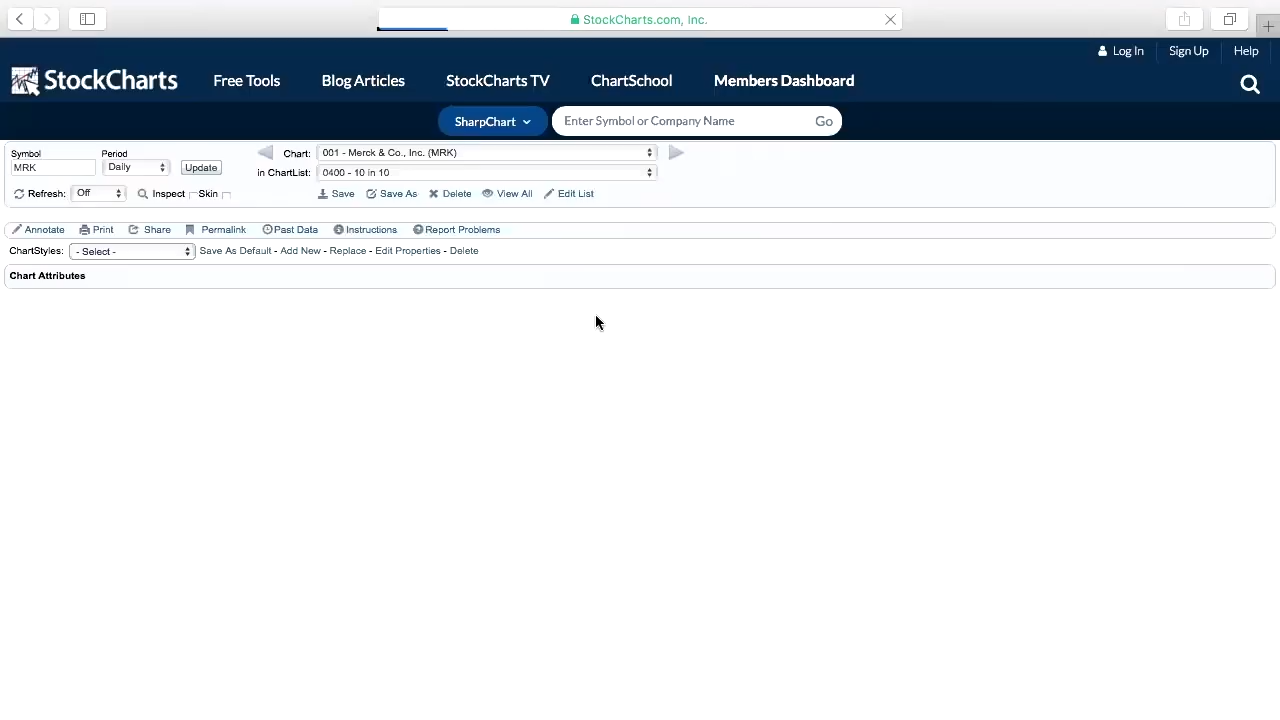 StockCharts.com, Inc.
Log In Sign Up Help
StockCharts Free Tools Blog Articles StockCharts TV ChartSchool Members Dashboard
SharpChart Enter Symbol or Company Name Go
Symbol Period Chart: 001 - Merck & Co., Inc. (MRK)
MRK Daily Update in ChartList: 0400 - 10 in 10
Refresh: Off Inspect Skin Save Save As Delete View All Edit List
Annotate Print Share Permalink Past Data Instructions Report Problems
ChartStyles: - Select - Save As Default - Add New - Replace - Edit Properties - Delete
Chart Attributes